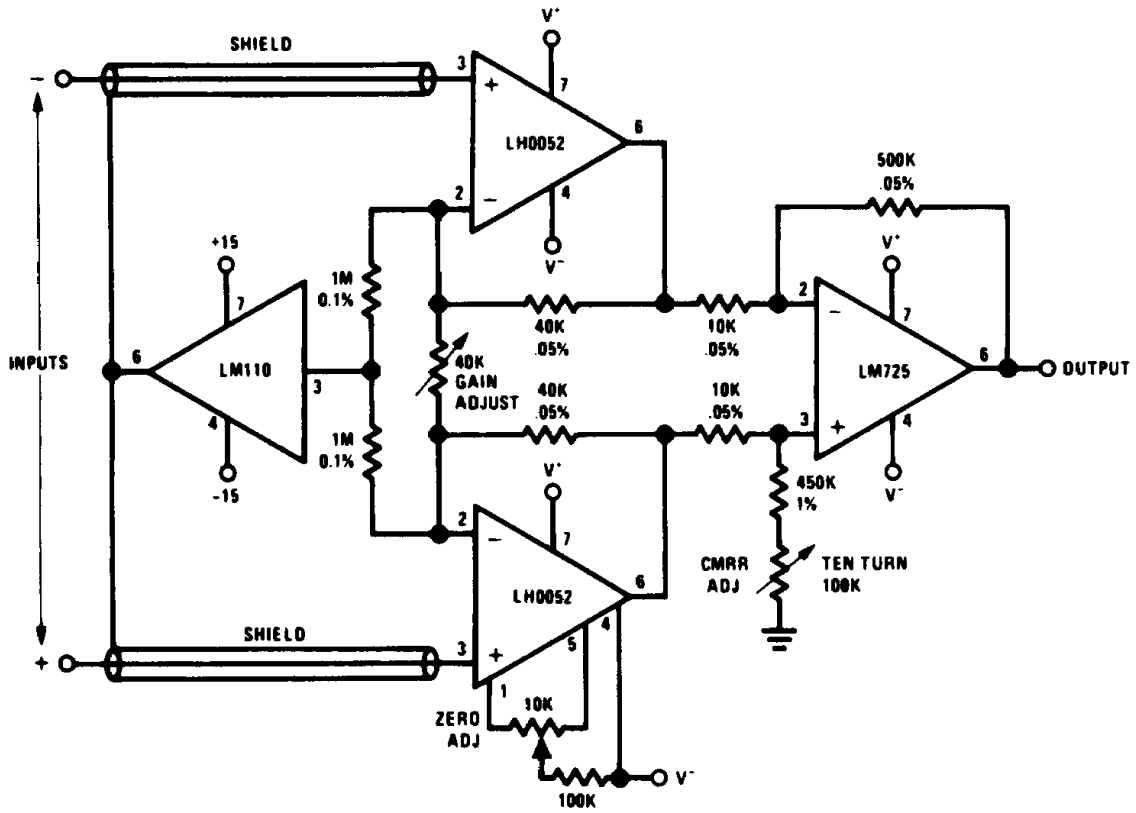 V+
SHIELD
−
3
+
7
LH0052
6
2
−
4
V-
500K
.05%
+15
7
1M
0.1%
40K
.05%
10K
.05%
V+
2
−
7
INPUTS
6
LM110
3
40K
GAIN
ADJUST
LM725
6
OUTPUT
4
-15
1M
0.1%
40K
.05%
10K
.05%
3
+
4
V-
450K
1%
V+
2
−
7
CMRR
ADJ
TEN TURN
100K
LH0052
6
4
SHIELD
+
3
+
5
1
10K
ZERO
ADJ
100K
V-